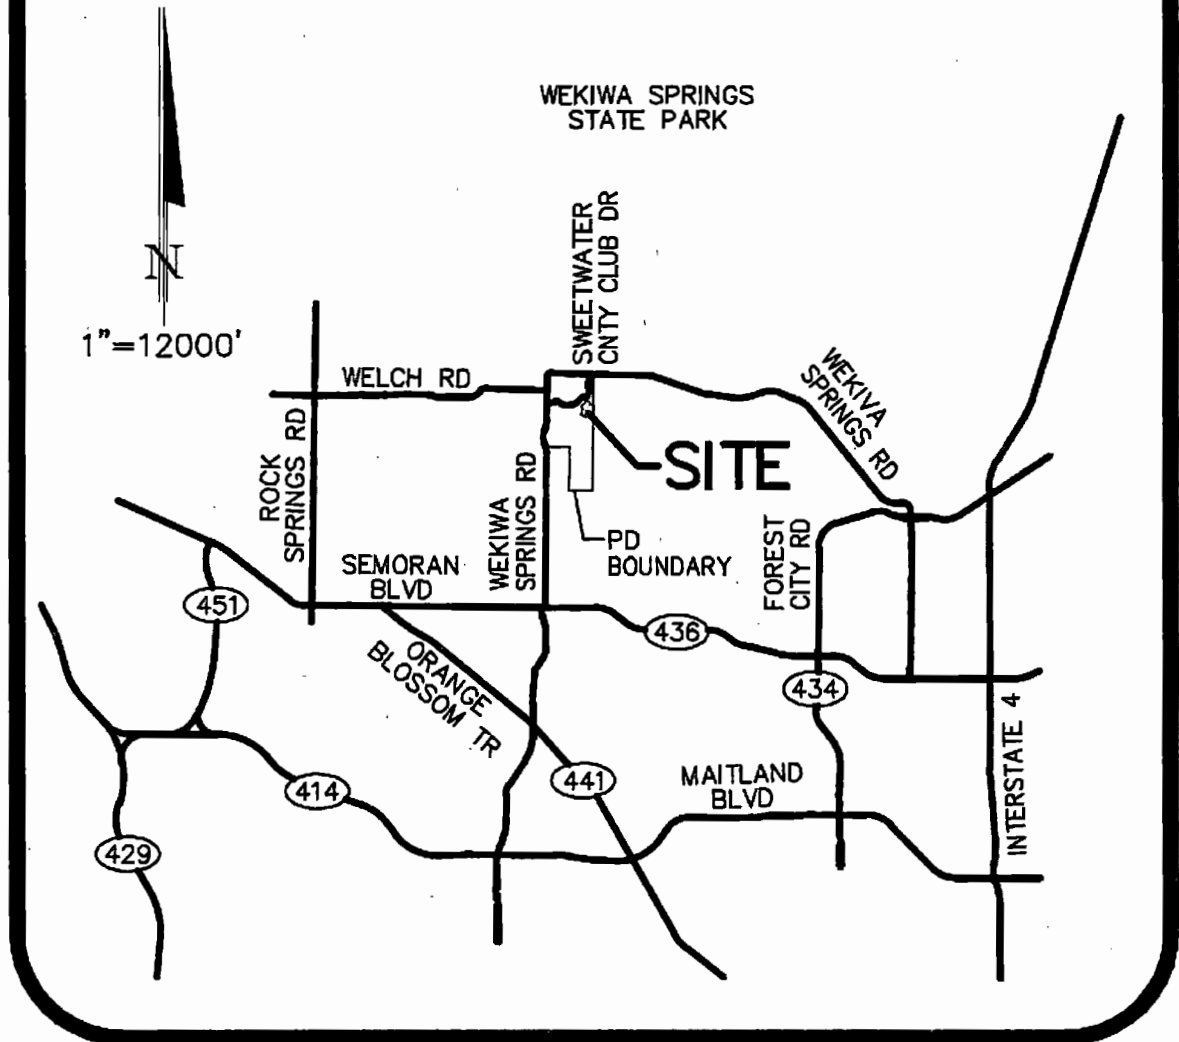 WEKIWA SPRINGS
STATE PARK
N
1"=12000'
SWEETWATER
CNTY CLUB DR
WELCH RD
WEKIVA
SPRINGS RD
ROCK
SPRINGS RD
SITE
WEKIWA
SPRINGS RD
PD
BOUNDARY
FOREST
CITY RD
SEMORAN
BLVD
451
436
ORANGE
BLOSSOM TR
434
INTERSTATE 4
441
MAITLAND
BLVD
414
429